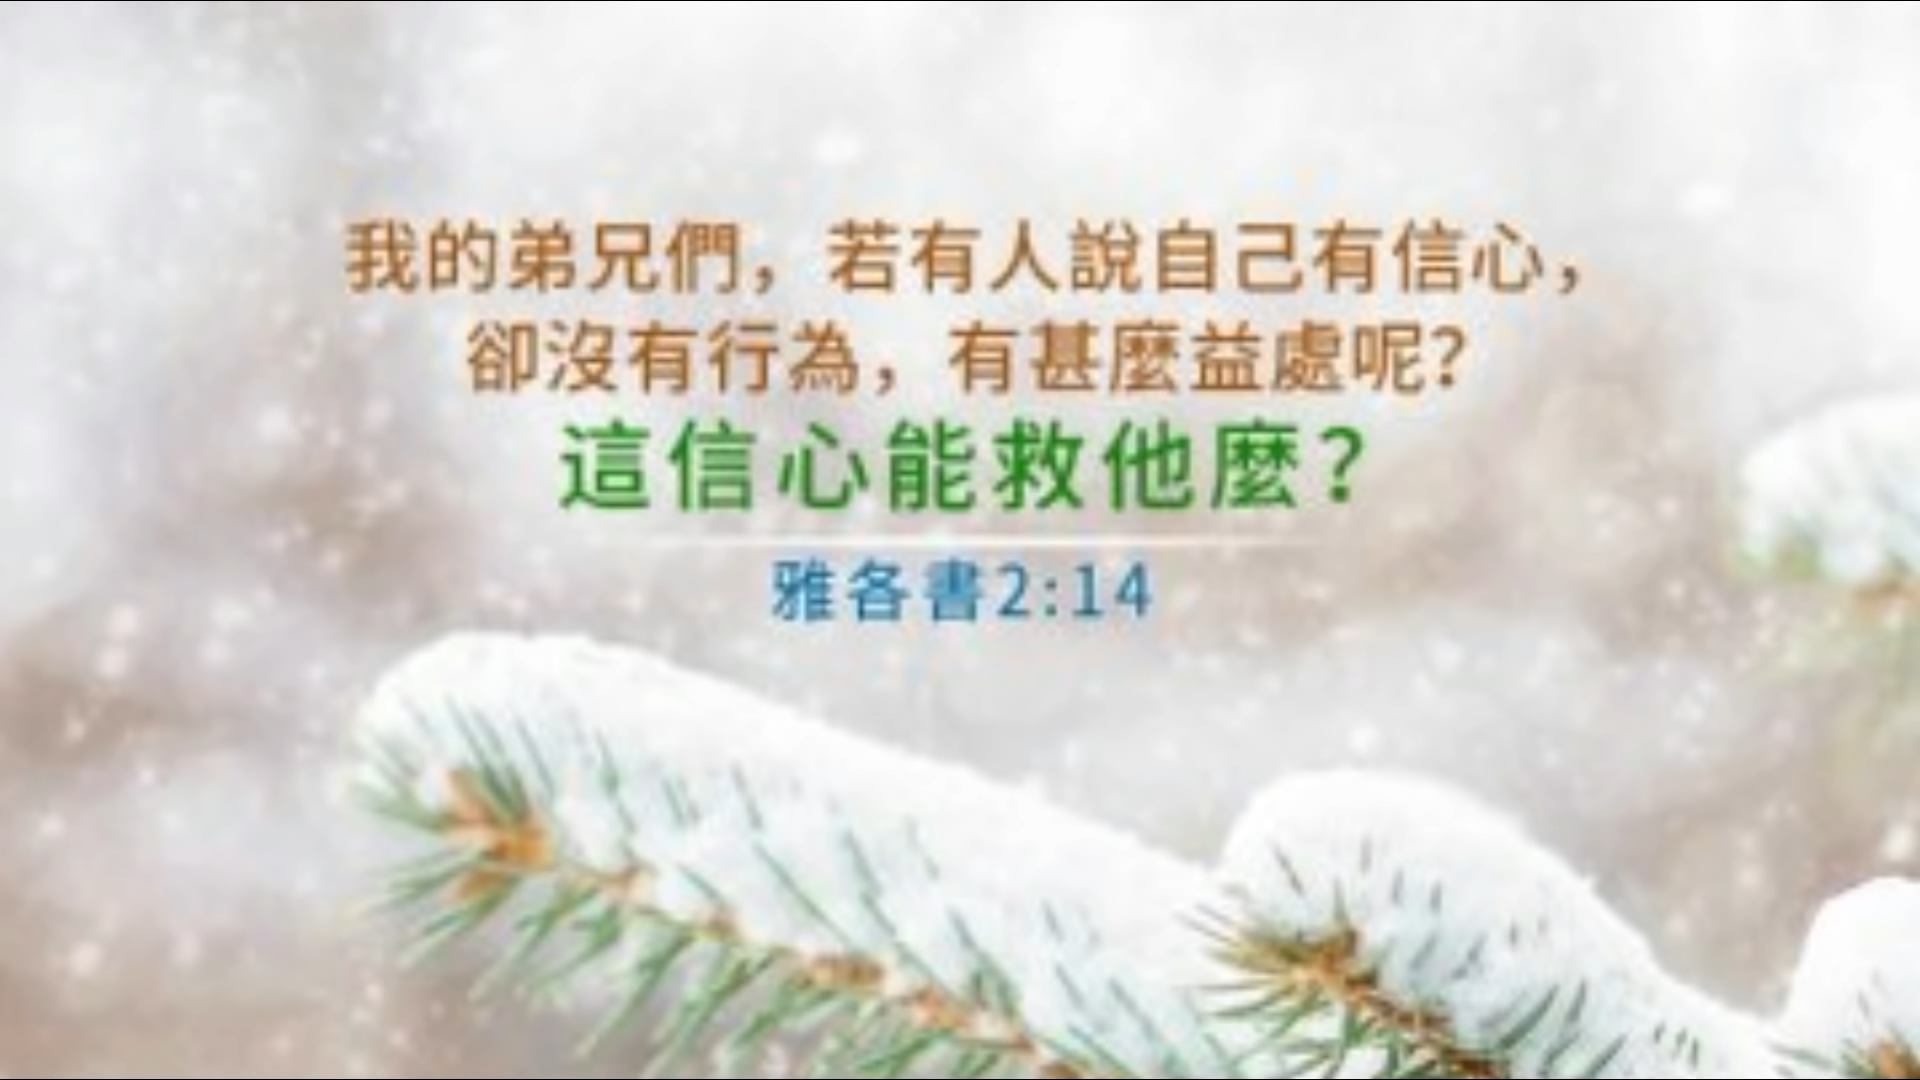 我的弟兄們，若有人說自己有信心，
卻沒有行為，有甚麼益處呢？
這信心能救他麼？
雅各書2:14